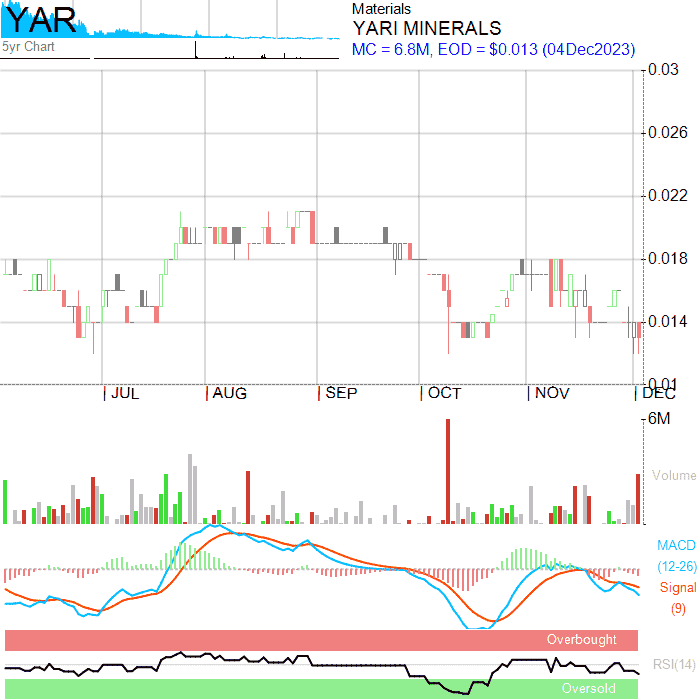 YAR
5yr Chart
Materials
YARI MINERALS
MC = 6.8M, EOD = $0.013 (04Dec2023)
0.03
0.026
0.022
0.018
0.014
0.01
JUL AUG SEP OCT NOV DEC
6M
Volume
MACD
(12-26)
Signal
(9)
Overbought
RSI(14)
Oversold